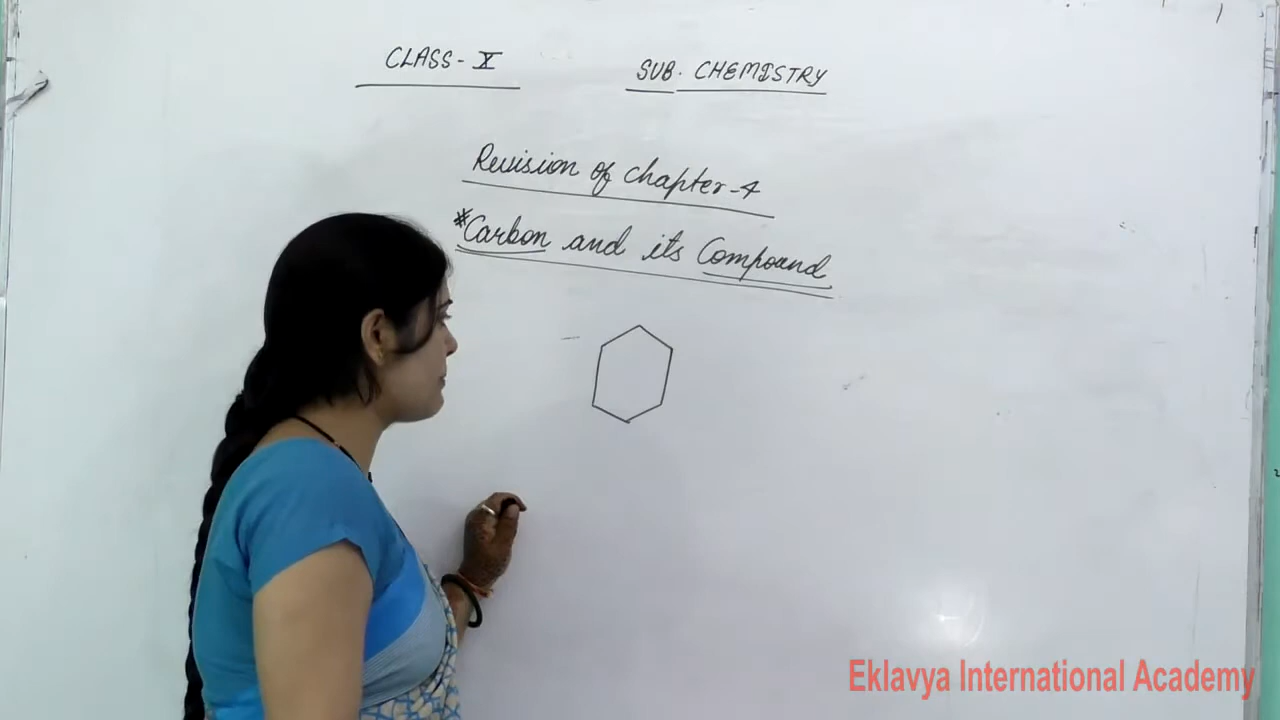 CLASS - X
SUB. CHEMISTRY
Revision of chapter-4
*Carbon and its Compound
Eklavya International Academy